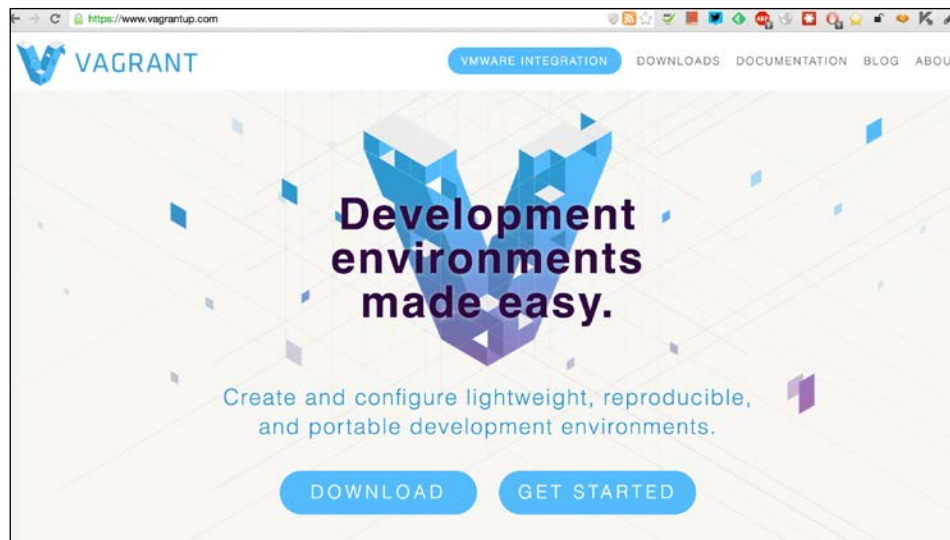 https://www.vagrantup.com
VAGRANT
VMWARE INTEGRATION DOWNLOADS DOCUMENTATION BLOG ABOU
Development
environments
made easy.
Create and configure lightweight, reproducible,
and portable development environments.
DOWNLOAD GET STARTED